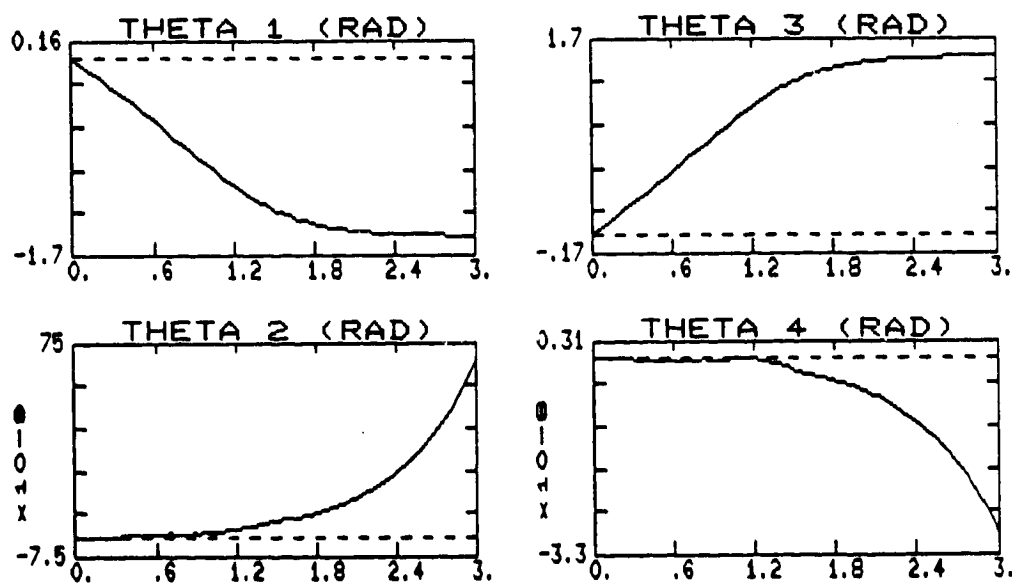 THETA 1 (RAD)
0.16
-1.7
0. .6 1.2 1.8 2.4 3.
THETA 3 (RAD)
1.7
-.17
0. .6 1.2 1.8 2.4 3.
THETA 2 (RAD)
75
×10-
-7.5
0. .6 1.2 1.8 2.4 3.
THETA 4 (RAD)
0.31
×10-
-3.3
0. .6 1.2 1.8 2.4 3.